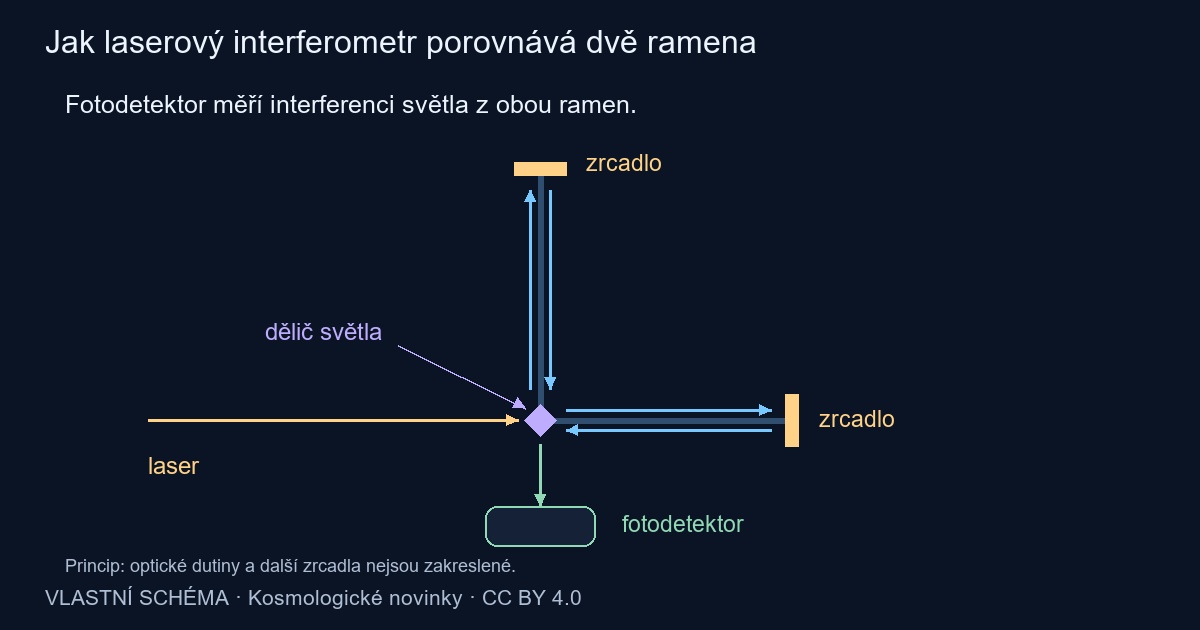 Jak laserový interferometr porovnává dvě ramena
Fotodetektor měří interferenci světla z obou ramen.
zrcadlo
dělič světla
zrcadlo
laser
fotodetektor
Princip: optické dutiny a další zrcadla nejsou zakreslené.
VLASTNÍ SCHÉMA · Kosmologické novinky · CC BY 4.0